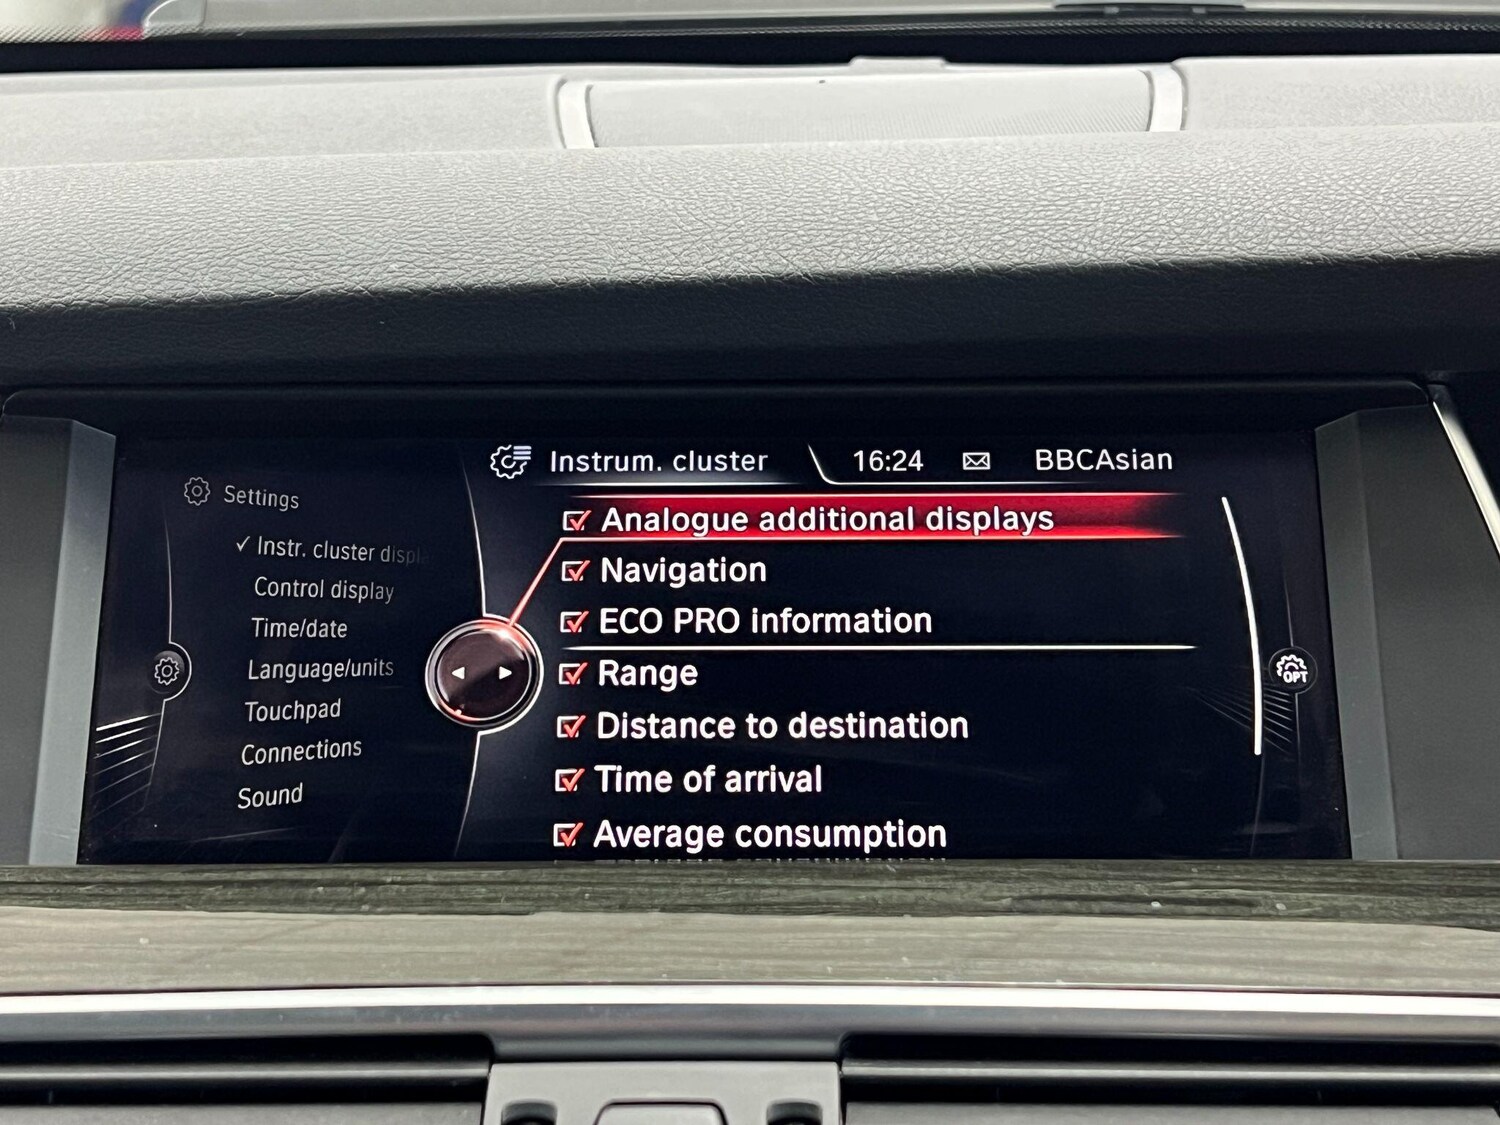 Instrum. cluster
16:24
BBCAsian
Settings
Instr. cluster displ
Control display
Time/date
Language/units
Touchpad
Connections
Sound
Analogue additional displays
Navigation
ECO PRO information
Range
Distance to destination
Time of arrival
Average consumption
OPT